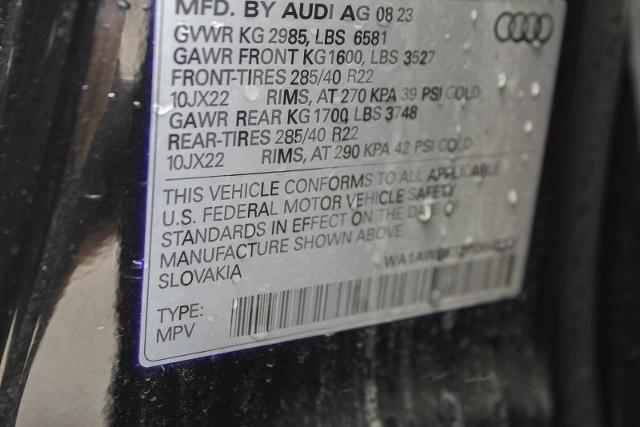 MFD. BY AUDI AG 08 23
GVWR KG 2985, LBS 6581
GAWR FRONT KG1600, LBS 3527
FRONT-TIRES 285/40 R22
10JX22 RIMS, AT 270 KPA 39 PSI COLD
GAWR REAR KG 1700, LBS 3748
REAR-TIRES 285/40 R22
10JX22 RIMS, AT 290 KPA 42 PSI COLD
THIS VEHICLE CONFORMS TO ALL APPLICABLE
U.S. FEDERAL MOTOR VEHICLE SAFETY
STANDARDS IN EFFECT ON THE DATE OF
MANUFACTURE SHOWN ABOVE.
SLOVAKIA
TYPE:
MPV